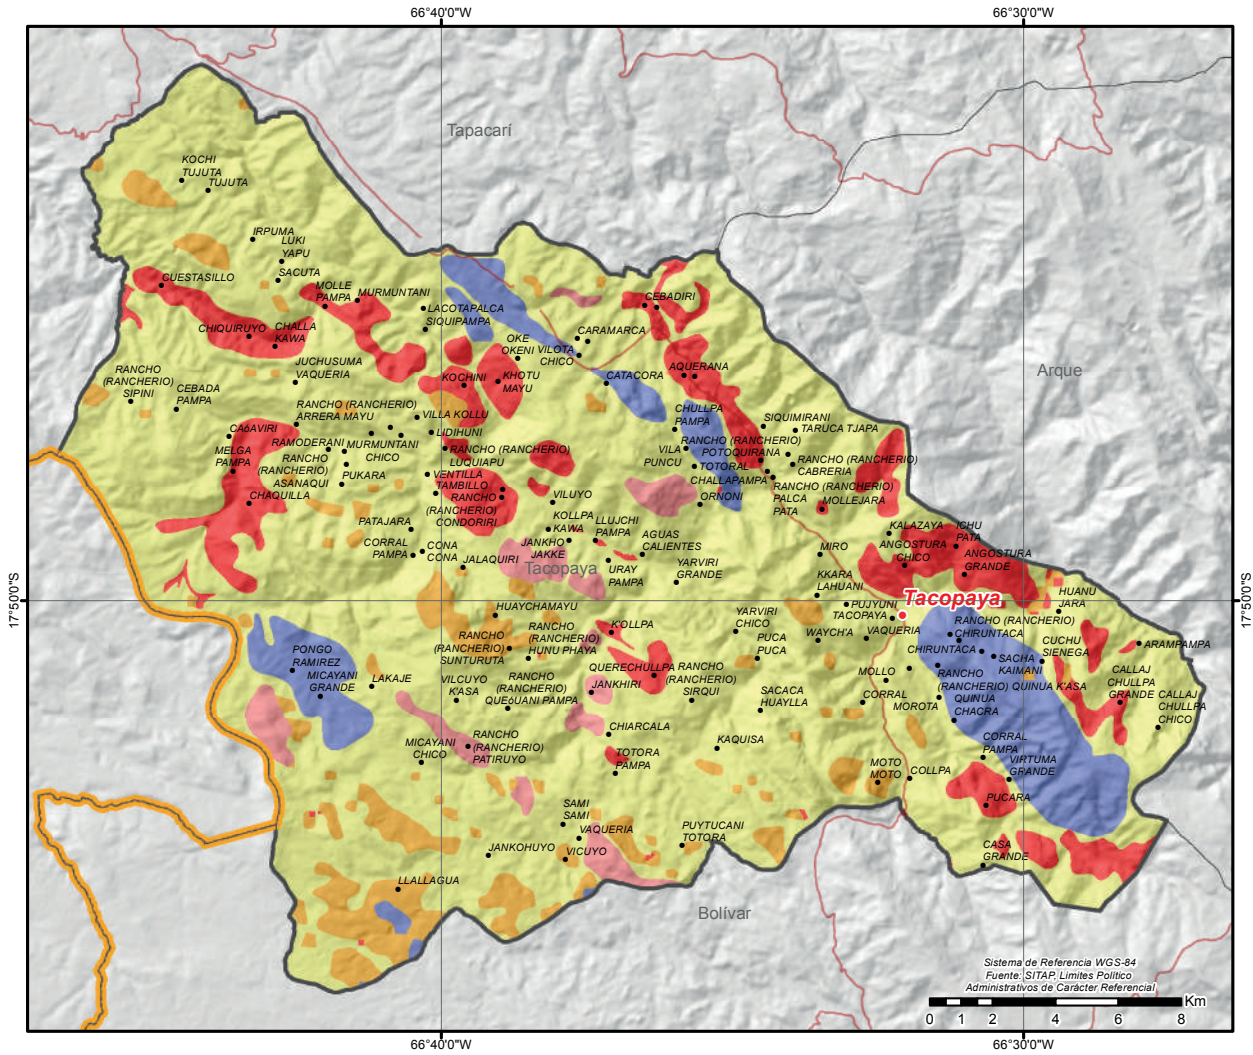 66°40'0"W
66°30'0"W
Tapacarí
KOCHI
TUJUTA
TUJUTA
IRPUMA
LUKI
YAPU
SACUTA
CUESTASILLO
MOLLE
PAMPA
MURMUNTANI
CEBADIRI
LACOTAPALCA
SIQUIPAMPA
CHIQUIRUYO
CHALLA
KAWA
CARAMARCA
OKE
OKENI
VILOTA
CHICO
JUCHUSUMA
VAQUERIA
RANCHO
(RANCHERIO)
SIPINI
CEBADA
PAMPA
KOCHINI
KHOTU
MAYU
CATACORA
AQUERANA
Arque
RANCHO (RANCHERIO)
ARRERA MAYU
VILLA KOLLU
CHULLPA
PAMPA
SIQUIMIRANI
TARUCA TJAPA
CAóAVIRI
LIDIHUNI
RAMODERANI
MURMUNTANI
CHICO
RANCHO (RANCHERIO)
LUQUIAPU
RANCHO (RANCHERIO)
POTOQUIRANA
VILA
PUNCU
MELGA
PAMPA
RANCHO
(RANCHERIO)
ASANAQUI
PUKARA
TOTORAL
RANCHO (RANCHERIO)
CABRERIA
CHALLAPAMPA
VENTILLA
TAMBILLO
RANCHO
(RANCHERIO)
CONDORIRI
RANCHO (RANCHERIO)
PALCA
PATA
MOLLEJARA
CHAQUILLA
VILUYO
ORNONI
PATAJARA
KOLLPA
KAWA
LLUJCHI
PAMPA
CORRAL
PAMPA
CONA
CONA
JANKHO
JAKKE
AGUAS
CALIENTES
KALAZAYA
ICHU
PATA
ANGOSTURA
CHICO
ANGOSTURA
GRANDE
JALAQUIRI
Tacopaya
URAY
PAMPA
YARVIRI
GRANDE
MIRO
KKARA
LAHUANI
17°50'0"S
17°50'0"S
HUAYCHAMAYU
PUJYUNI
Tacopaya
TACOPAYA
HUANU
JARA
YARVIRI
CHICO
RANCHO
(RANCHERIO)
HUNU PHAYA
K'OLLPA
WAYCH'A
VAQUERIA
RANCHO (RANCHERIO)
CHIRUNTACA
RANCHO
(RANCHERIO)
SUNTURUTA
PUCA
PUCA
CHIRUNTACA
CUCHU
SIENEGA
ARAMPAMPA
PONGO
RAMIREZ
MICAYANI
GRANDE
LAKAJE
QUERECHULLPA
JANKHIRI
RANCHO
(RANCHERIO)
SIRQUI
SACHA
KAIMANI
MOLLO
RANCHO
(RANCHERIO)
QUINUA
CHACRA
QUINUA K'ASA
CALLAJ
CHULLPA
GRANDE
VILCUYO
K'ASA
RANCHO
(RANCHERIO)
QUEóUANI PAMPA
SACACA
HUAYLLA
CORRAL
MOROTA
CALLAJ
CHULLPA
CHICO
CHIARCALA
MICAYANI
CHICO
RANCHO
(RANCHERIO)
PATIRUYO
KAQUISA
CORRAL
PAMPA
TOTORA
PAMPA
MOTO
MOTO
COLLPA
VIRTUMA
GRANDE
PUCARA
SAMI
SAMI
VAQUERIA
PUYTUCANI
TOTORA
JANKOHUYO
VICUYO
CASA
GRANDE
LLALLAGUA
Bolívar
Sistema de Referencia WGS-84
Fuente: SITAP, Limites Político
Administrativos de Carácter Referencial
Km
0 1 2 4 6 8
66°40'0"W
66°30'0"W